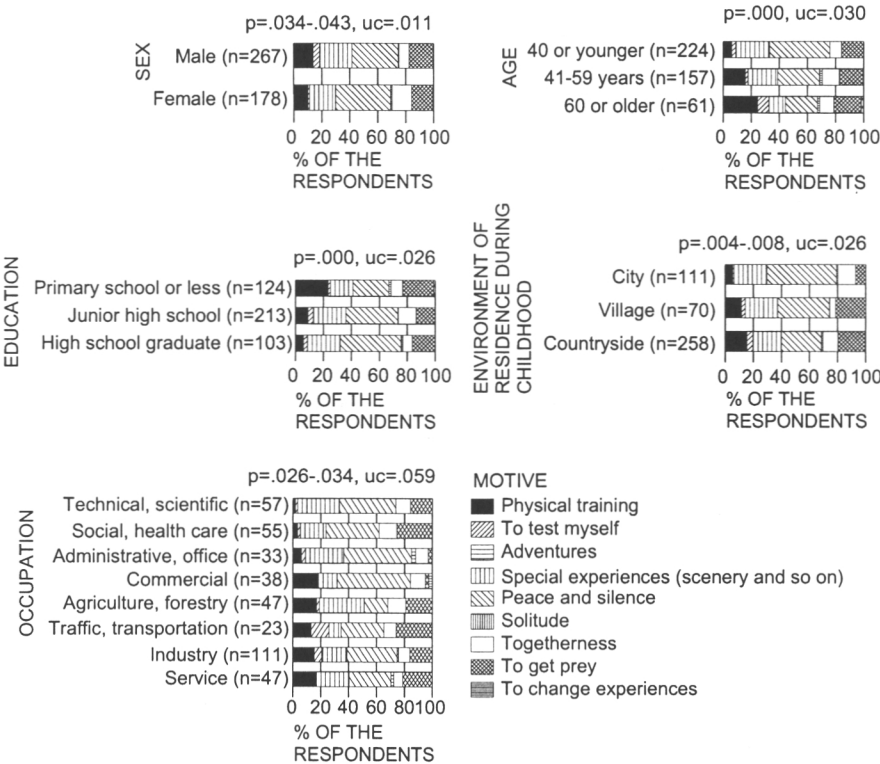 p=.034-.043, uc=.011
SEX
Male (n=267)
Female (n=178)
0 20 40 60 80 100
% OF THE
RESPONDENTS
p=.000, uc=.030
AGE
40 or younger (n=224)
41-59 years (n=157)
60 or older (n=61)
0 20 40 60 80 100
% OF THE
RESPONDENTS
p=.000, uc=.026
EDUCATION
Primary school or less (n=124)
Junior high school (n=213)
High school graduate (n=103)
0 20 40 60 80 100
% OF THE
RESPONDENTS
p=.004-.008, uc=.026
ENVIRONMENT OF
RESIDENCE DURING
CHILDHOOD
City (n=111)
Village (n=70)
Countryside (n=258)
0 20 40 60 80 100
% OF THE
RESPONDENTS
p=.026-.034, uc=.059
OCCUPATION
Technical, scientific (n=57)
Social, health care (n=55)
Administrative, office (n=33)
Commercial (n=38)
Agriculture, forestry (n=47)
Traffic, transportation (n=23)
Industry (n=111)
Service (n=47)
0 20 40 60 80 100
% OF THE
RESPONDENTS
MOTIVE
Physical training
To test myself
Adventures
Special experiences (scenery and so on)
Peace and silence
Solitude
Togetherness
To get prey
To change experiences